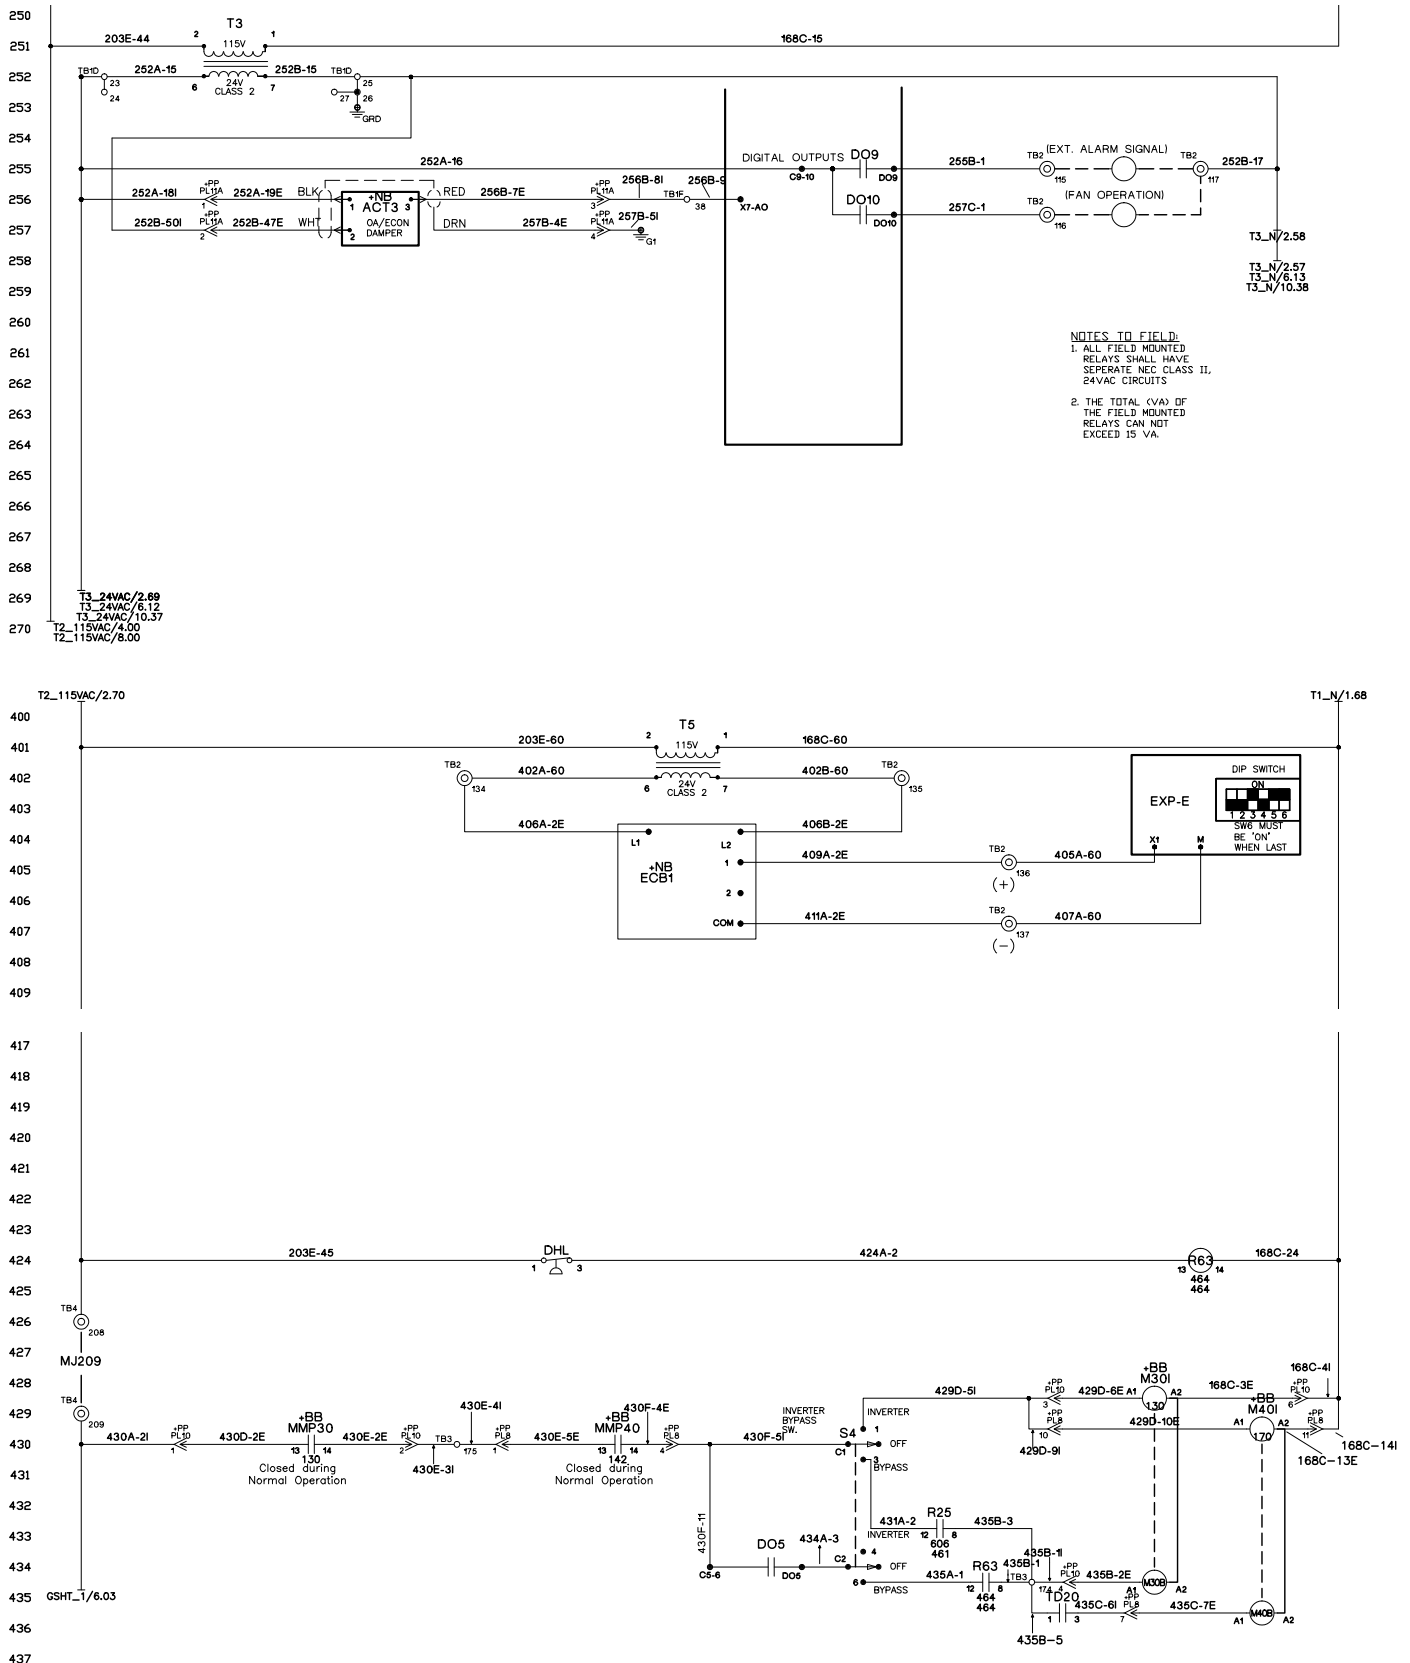 250
T3
251
203E-44
2
115V
1
168C-15
252
TB1D
23
24
252A-15
6
24V
CLASS 2
7
252B-15
TB1D
25
27
26
GRD
253
254
255
252A-16
DIGITAL OUTPUTS
C9-10
DO9
DO9
255B-1
TB2
115
(EXT. ALARM SIGNAL)
TB2
117
252B-17
256
252A-18I
+PP
PL11A
1
252A-19E
BLK
1
+NB
ACT3
3
OA/ECON
DAMPER
2
RED
256B-7E
+PP
PL11A
3
256B-8I
TB1F
38
256B-9
X7-AO
DO10
DO10
257C-1
TB2
116
(FAN OPERATION)
257
252B-50I
+PP
PL11A
2
252B-47E
WHT
DRN
257B-4E
+PP
PL11A
4
257B-5I
G1
T3_N/2.58
258
T3_N/2.57
T3_N/6.13
T3_N/10.38
259
260
NOTES TO FIELD:
1. ALL FIELD MOUNTED
RELAYS SHALL HAVE
SEPERATE NEC CLASS II,
24VAC CIRCUITS
2. THE TOTAL (VA) OF
THE FIELD MOUNTED
RELAYS CAN NOT
EXCEED 15 VA.
261
262
263
264
265
266
267
268
269
T3_24VAC/2.69
T3_24VAC/6.12
T3_24VAC/10.37
270
T2_115VAC/4.00
T2_115VAC/8.00
T2_115VAC/2.70
T1_N/1.68
400
T5
401
203E-60
2
115V
1
168C-60
402
TB2
134
402A-60
6
24V
CLASS 2
7
402B-60
TB2
135
EXP-E
DIP SWITCH
ON
1 2 3 4 5 6
SW6 MUST
BE "ON"
WHEN LAST
X1
M
403
404
406A-2E
L1
L2
406B-2E
405
+NB
ECB1
1
409A-2E
TB2
136
(+)
405A-60
406
2
407
COM
411A-2E
TB2
137
(-)
407A-60
408
409
417
418
419
420
421
422
423
424
203E-45
DHL
1
3
424A-2
R63
13
14
464
464
168C-24
425
426
TB4
208
427
MJ209
428
429D-5I
+PP
PL10
3
429D-6E
A1
+BB
M30I
130
A2
168C-3E
+PP
PL10
6
168C-4I
429
TB4
209
+PP
PL8
10
429D-9I
429D-10E
A1
+BB
M40I
170
A2
+PP
PL8
11
168C-14I
168C-13E
430
430A-2I
+PP
PL10
1
430D-2E
+BB
MMP30
13
14
130
Closed during
Normal Operation
430E-2E
+PP
PL10
2
430E-3I
TB3
175
430E-4I
+PP
PL8
1
430E-5E
+BB
MMP40
13
14
142
Closed during
Normal Operation
430F-4E
+PP
PL8
4
430F-5I
INVERTER
BYPASS
SW.
S4
C1
1
INVERTER
OFF
3
BYPASS
431
432
433
430F-11
431A-2
R25
12
8
606
461
435B-3
434
C5-6
DO5
DO5
434A-3
C2
INVERTER
4
OFF
6
BYPASS
435A-1
R63
12
8
464
464
435B-1
TB3
174
435B-1I
+PP
PL10
4
435B-2E
A1
M30B
A2
435
GSHT_1/6.03
TD20
1
3
435C-6I
+PP
PL8
7
435C-7E
A1
M40B
A2
436
435B-5
437